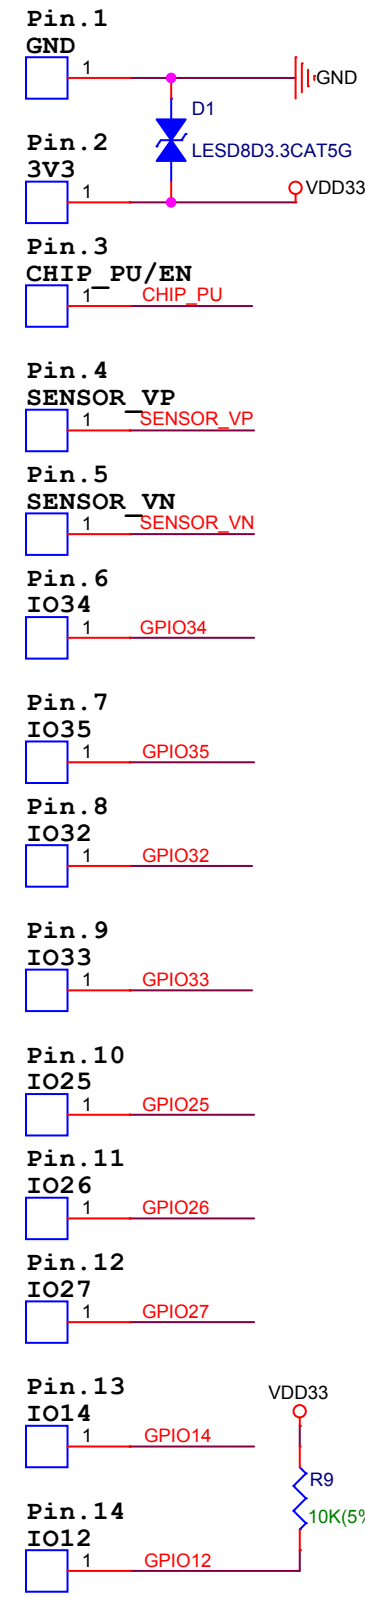 Pin.1
GND
1
GND
D1
LESD8D3.3CAT5G
Pin.2
3V3
1
VDD33
Pin.3
CHIP_PU/EN
1
CHIP_PU
Pin.4
SENSOR_VP
1
SENSOR_VP
Pin.5
SENSOR_VN
1
SENSOR_VN
Pin.6
IO34
1
GPIO34
Pin.7
IO35
1
GPIO35
Pin.8
IO32
1
GPIO32
Pin.9
IO33
1
GPIO33
Pin.10
IO25
1
GPIO25
Pin.11
IO26
1
GPIO26
Pin.12
IO27
1
GPIO27
Pin.13
IO14
1
GPIO14
VDD33
R9
10K(5%
Pin.14
IO12
1
GPIO12